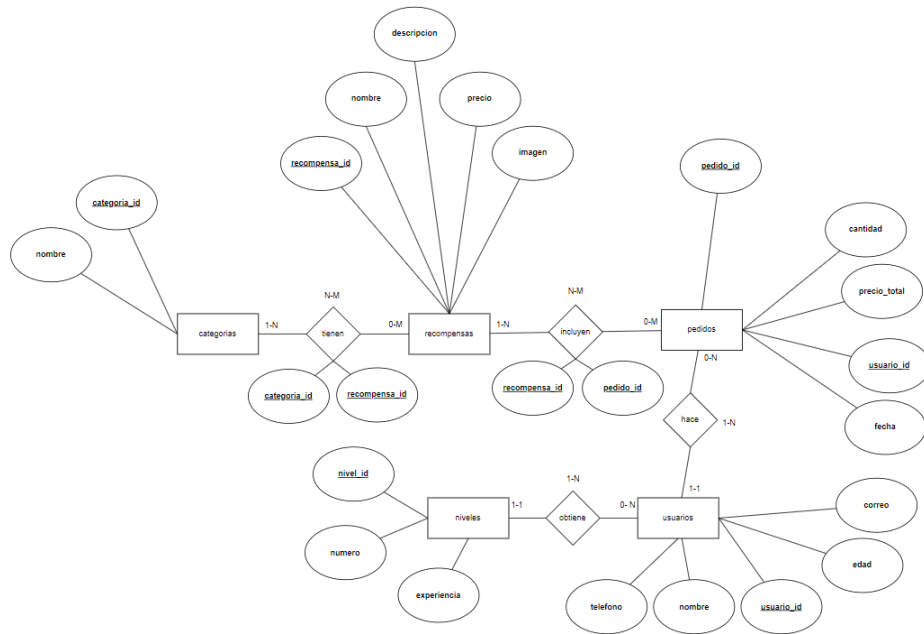 descripcion
nombre
precio
imagen
recompensa_id
pedido_id
categoria_id
cantidad
nombre
precio_total
N-M
N-M
1-N
0-M
1-N
0-M
categorias
tienen
recompensas
incluyen
pedidos
0-N
usuario_id
categoria_id
recompensa_id
recompensa_id
pedido_id
hace
1-N
fecha
nivel_id
1-N
1-1
correo
1-1
0- N
niveles
obtiene
usuarios
numero
edad
experiencia
telefono
nombre
usuario_id